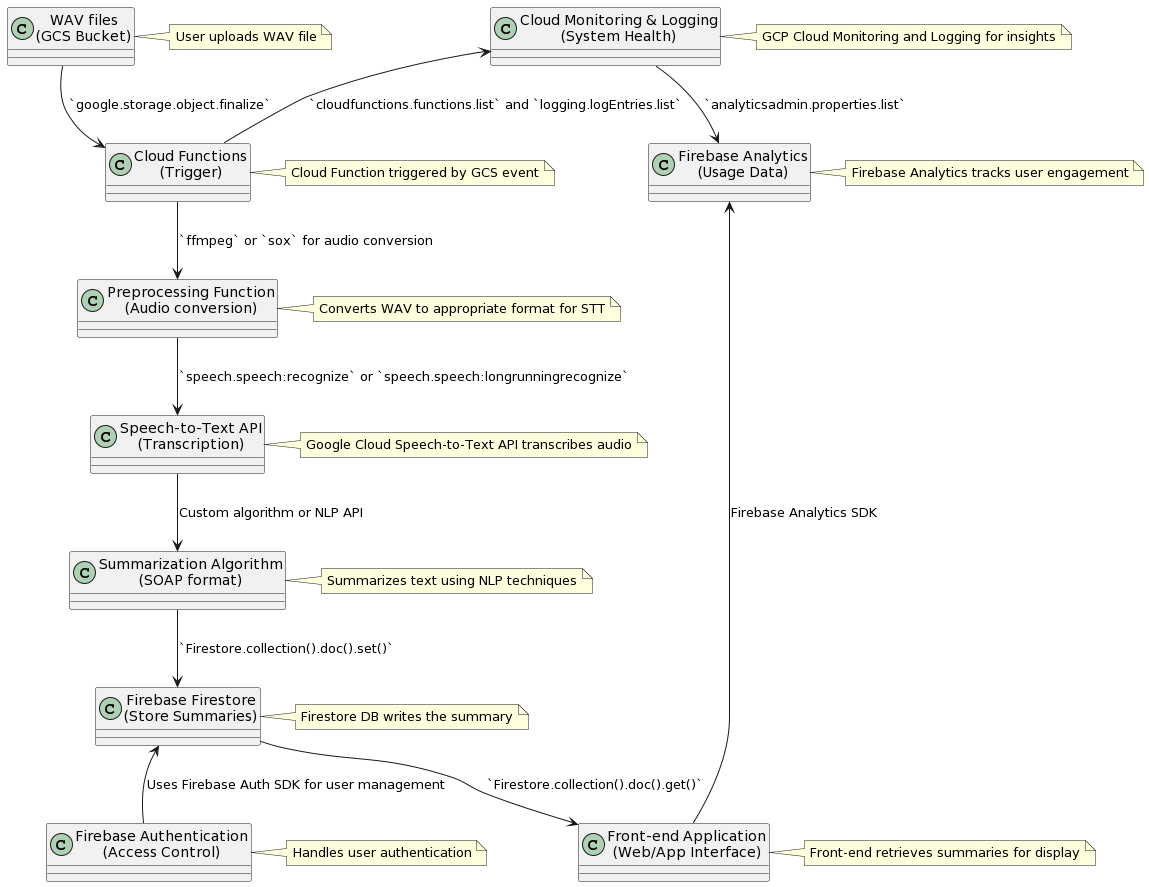 WAV files
(GCS Bucket)
User uploads WAV file
Cloud Monitoring & Logging
(System Health)
GCP Cloud Monitoring and Logging for insights
`google.storage.object.finalize`
`cloudfunctions.functions.list` and `logging.logEntries.list`
`analyticsadmin.properties.list`
Cloud Functions
(Trigger)
Cloud Function triggered by GCS event
Firebase Analytics
(Usage Data)
Firebase Analytics tracks user engagement
`ffmpeg` or `sox` for audio conversion
Preprocessing Function
(Audio conversion)
Converts WAV to appropriate format for STT
`speech.speech:recognize` or `speech.speech:longrunningrecognize`
Speech-to-Text API
(Transcription)
Google Cloud Speech-to-Text API transcribes audio
Custom algorithm or NLP API
Firebase Analytics SDK
Summarization Algorithm
(SOAP format)
Summarizes text using NLP techniques
`Firestore.collection().doc().set()`
Firebase Firestore
(Store Summaries)
Firestore DB writes the summary
Uses Firebase Auth SDK for user management
`Firestore.collection().doc().get()`
Firebase Authentication
(Access Control)
Handles user authentication
Front-end Application
(Web/App Interface)
Front-end retrieves summaries for display